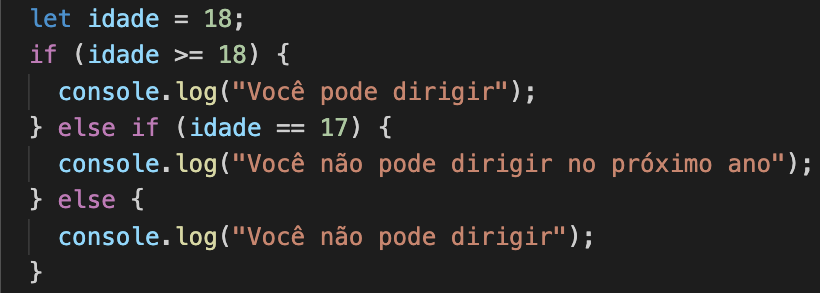 let idade = 18;
if (idade >= 18) {
  console.log("Você pode dirigir");
} else if (idade == 17) {
  console.log("Você não pode dirigir no próximo ano");
} else {
  console.log("Você não pode dirigir");
}